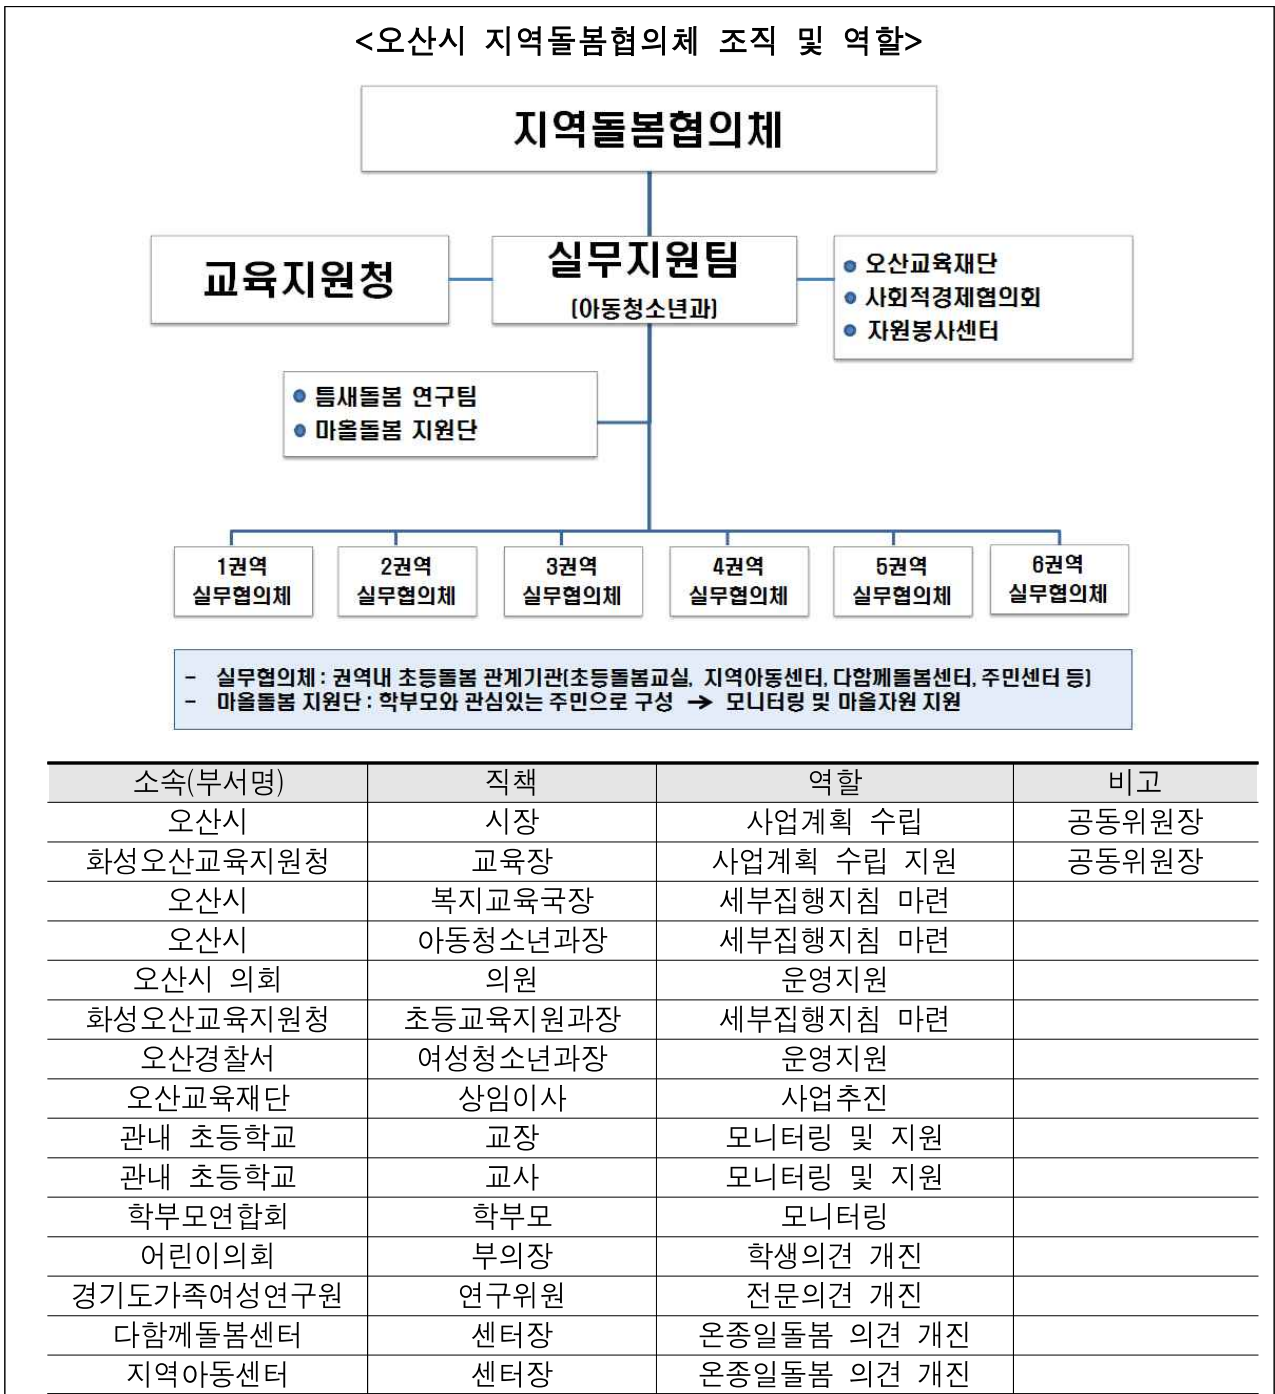 <오산시 지역돌봄협의체 조직 및 역할>
지역돌봄협의체
교육지원청
실무지원팀
(아동청소년과)
오산교육재단
사회적경제협의회
자원봉사센터
틈새돌봄 연구팀
마을돌봄 지원단
1권역
실무협의체
2권역
실무협의체
3권역
실무협의체
4권역
실무협의체
5권역
실무협의체
6권역
실무협의체
- 실무협의체 : 권역내 초등돌봄 관계기관(초등돌봄교실, 지역아동센터, 다함께돌봄센터, 주민센터 등)
- 마을돌봄 지원단 : 학부모와 관심있는 주민으로 구성 → 모니터링 및 마을자원 지원
소속(부서명) 직책 역할 비고
오산시 시장 사업계획 수립 공동위원장
화성오산교육지원청 교육장 사업계획 수립 지원 공동위원장
오산시 복지교육국장 세부집행지침 마련
오산시 아동청소년과장 세부집행지침 마련
오산시 의회 의원 운영지원
화성오산교육지원청 초등교육지원과장 세부집행지침 마련
오산경찰서 여성청소년과장 운영지원
오산교육재단 상임이사 사업추진
관내 초등학교 교장 모니터링 및 지원
관내 초등학교 교사 모니터링 및 지원
학부모연합회 학부모 모니터링
어린이의회 부의장 학생의견 개진
경기도가족여성연구원 연구위원 전문의견 개진
다함께돌봄센터 센터장 온종일돌봄 의견 개진
지역아동센터 센터장 온종일돌봄 의견 개진